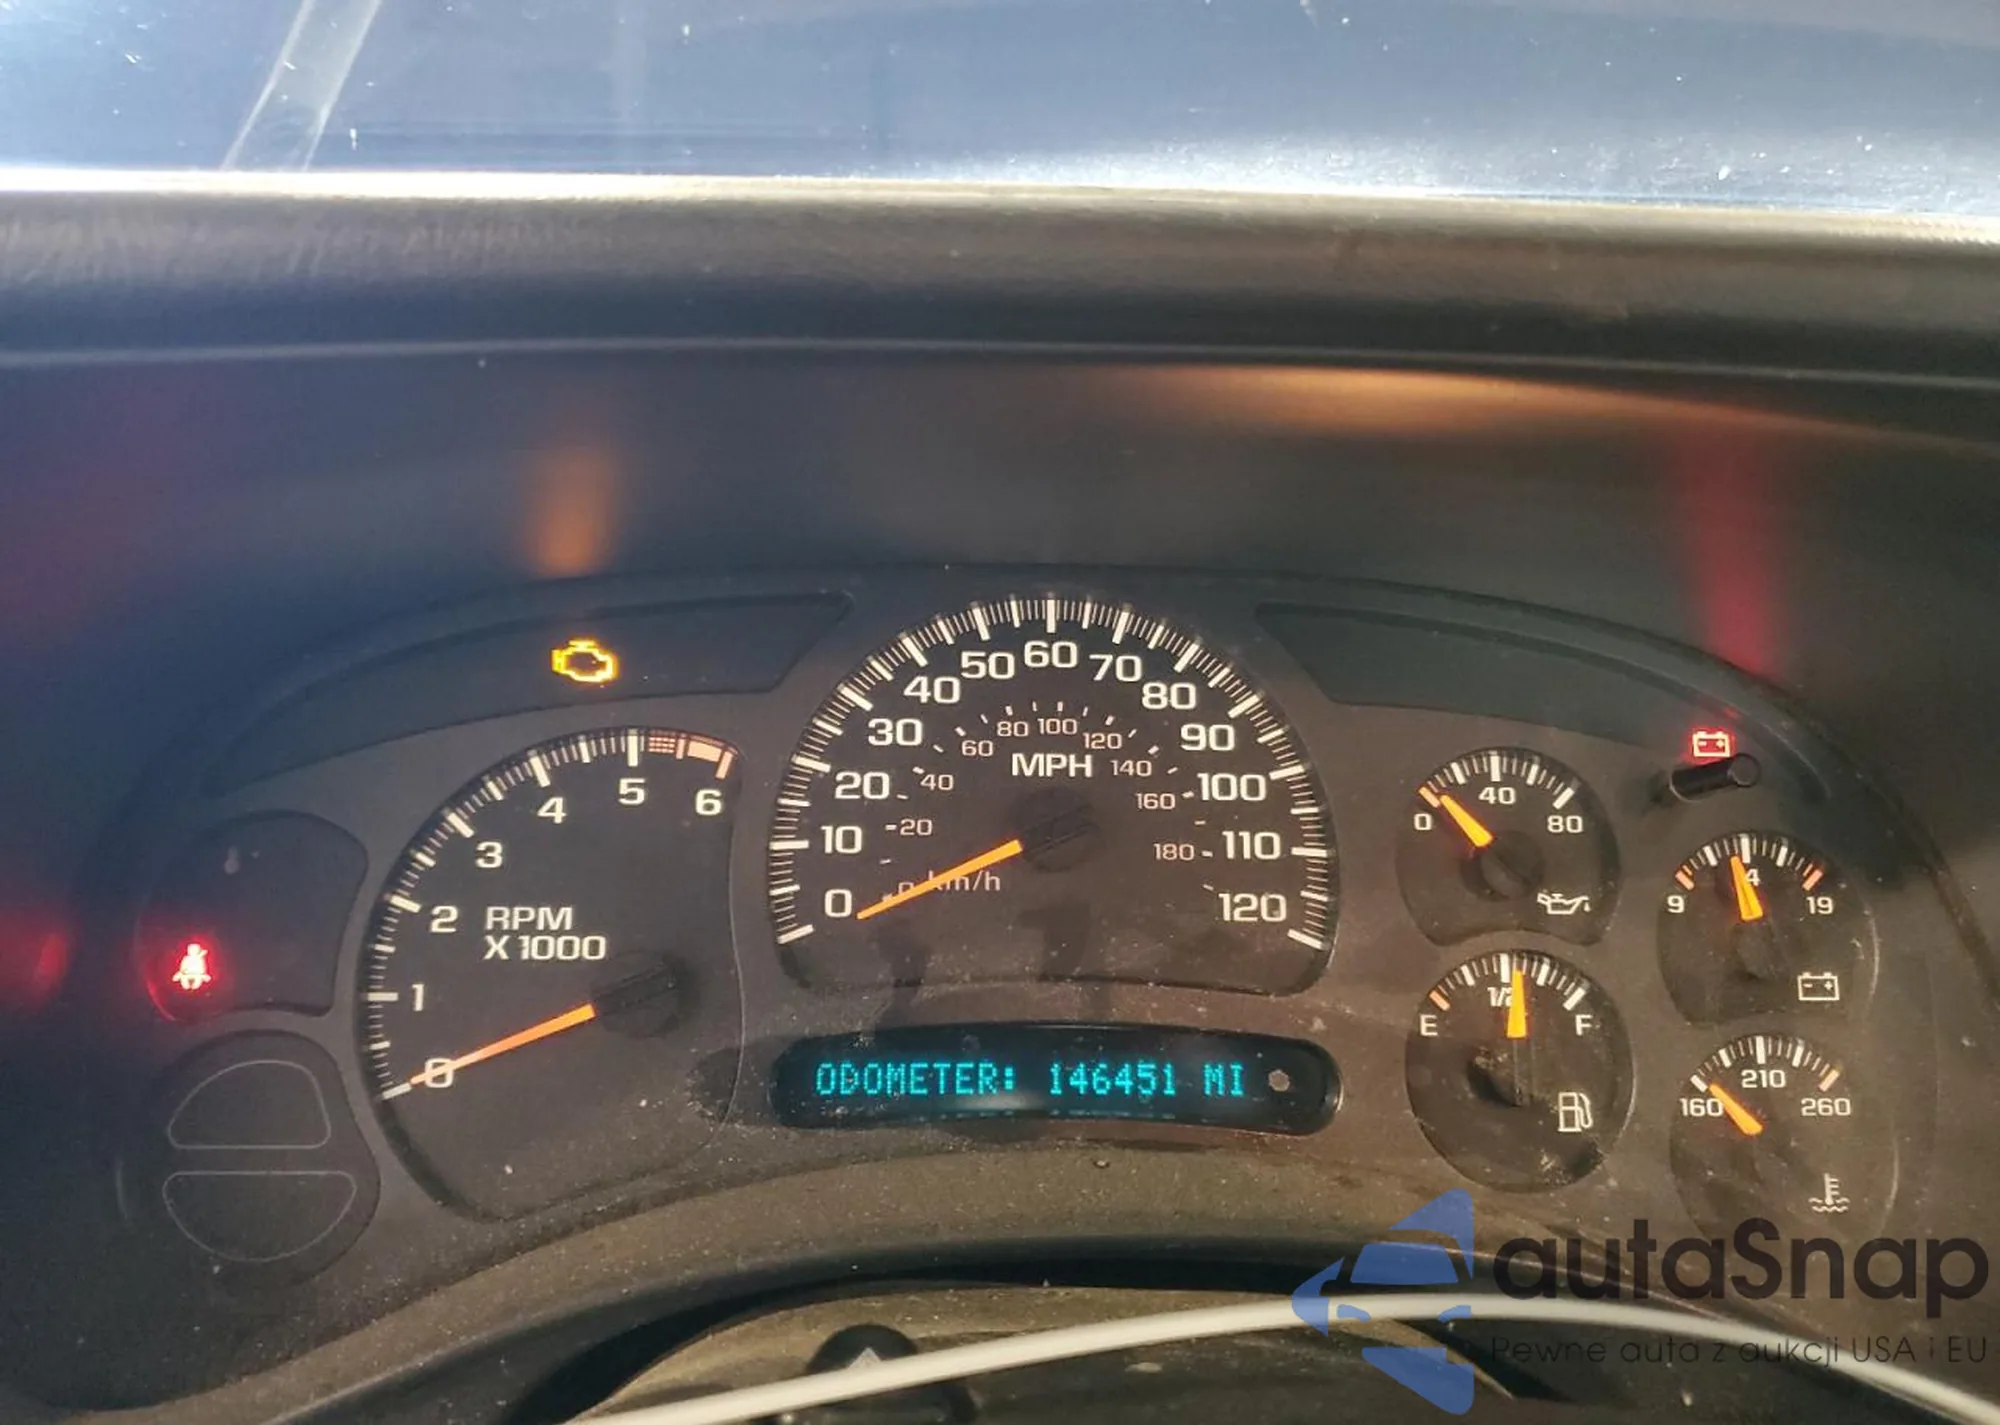 50 60 70
40 80
30 90
20 100
10 110
0 120
80 100 120
60 140
40 160
20 180
km/h
MPH
1 2 3 4 5 6
0
RPM
X 1000
ODOMETER: 146451 MI
0 40 80
9 19
E 1/2 F
160 210 260
autaSnap
Pewne auta z aukcji USA i EU